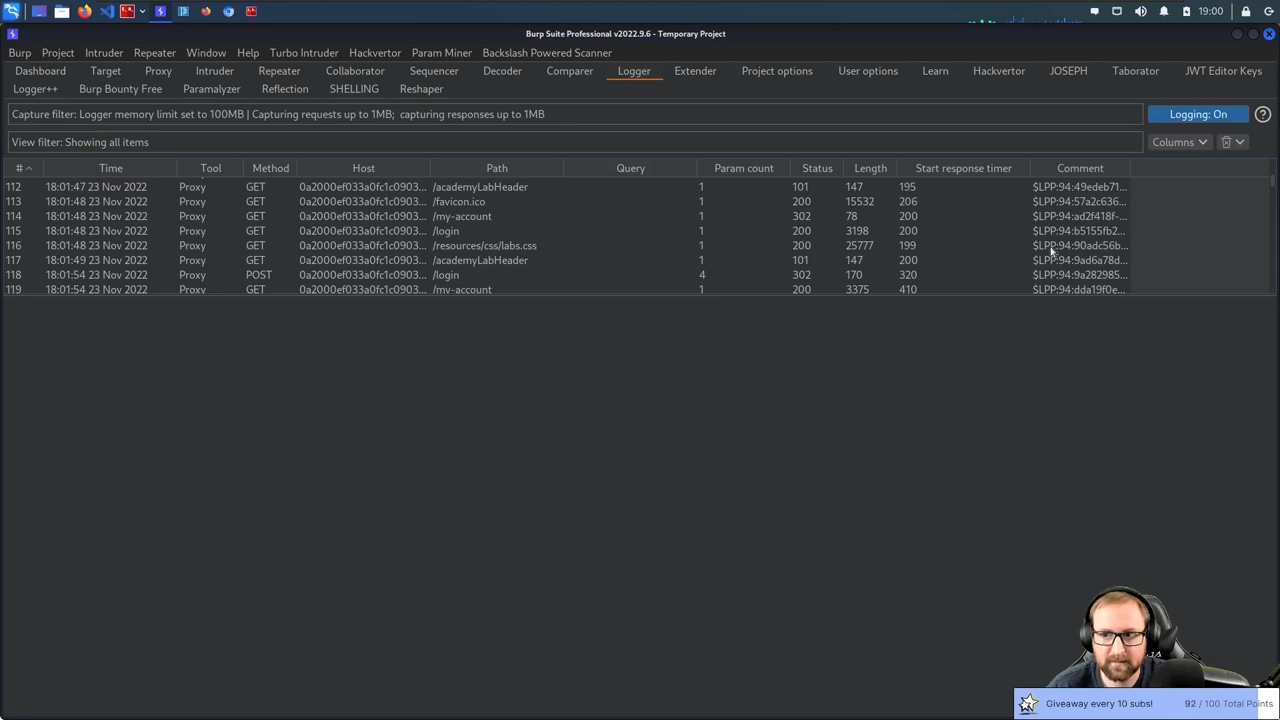 19:00
Burp Suite Professional v2022.9.6 - Temporary Project
Burp Project Intruder Repeater Window Help Turbo Intruder Hackvertor Param Miner Backslash Powered Scanner
Dashboard Target Proxy Intruder Repeater Collaborator Sequencer Decoder Comparer Logger Extender Project options User options Learn Hackvertor JOSEPH Taborator JWT Editor Keys
Logger++ Burp Bounty Free Paramalyzer Reflection SHELLING Reshaper
Capture filter: Logger memory limit set to 100MB | Capturing requests up to 1MB; capturing responses up to 1MB Logging: On
View filter: Showing all items Columns
# Time Tool Method Host Path Query Param count Status Length Start response timer Comment
112 18:01:47 23 Nov 2022 Proxy GET 0a2000ef033a0fc1c0903... /academyLabHeader 1 101 147 195 $LPP:94:49edeb71...
113 18:01:48 23 Nov 2022 Proxy GET 0a2000ef033a0fc1c0903... /favicon.ico 1 200 15532 206 $LPP:94:57a2c636...
114 18:01:48 23 Nov 2022 Proxy GET 0a2000ef033a0fc1c0903... /my-account 1 302 78 200 $LPP:94:ad2f418f-...
115 18:01:48 23 Nov 2022 Proxy GET 0a2000ef033a0fc1c0903... /login 1 200 3198 200 $LPP:94:b5155fb2...
116 18:01:48 23 Nov 2022 Proxy GET 0a2000ef033a0fc1c0903... /resources/css/labs.css 1 200 25777 199 $LPP:94:90adc56b...
117 18:01:49 23 Nov 2022 Proxy GET 0a2000ef033a0fc1c0903... /academyLabHeader 1 101 147 200 $LPP:94:9ad6a78d...
118 18:01:54 23 Nov 2022 Proxy POST 0a2000ef033a0fc1c0903... /login 4 302 170 320 $LPP:94:9a282985...
119 18:01:54 23 Nov 2022 Proxy GET 0a2000ef033a0fc1c0903... /my-account 1 200 3375 410 $LPP:94:dda19f0e...
Giveaway every 10 subs! 92 / 100 Total Points